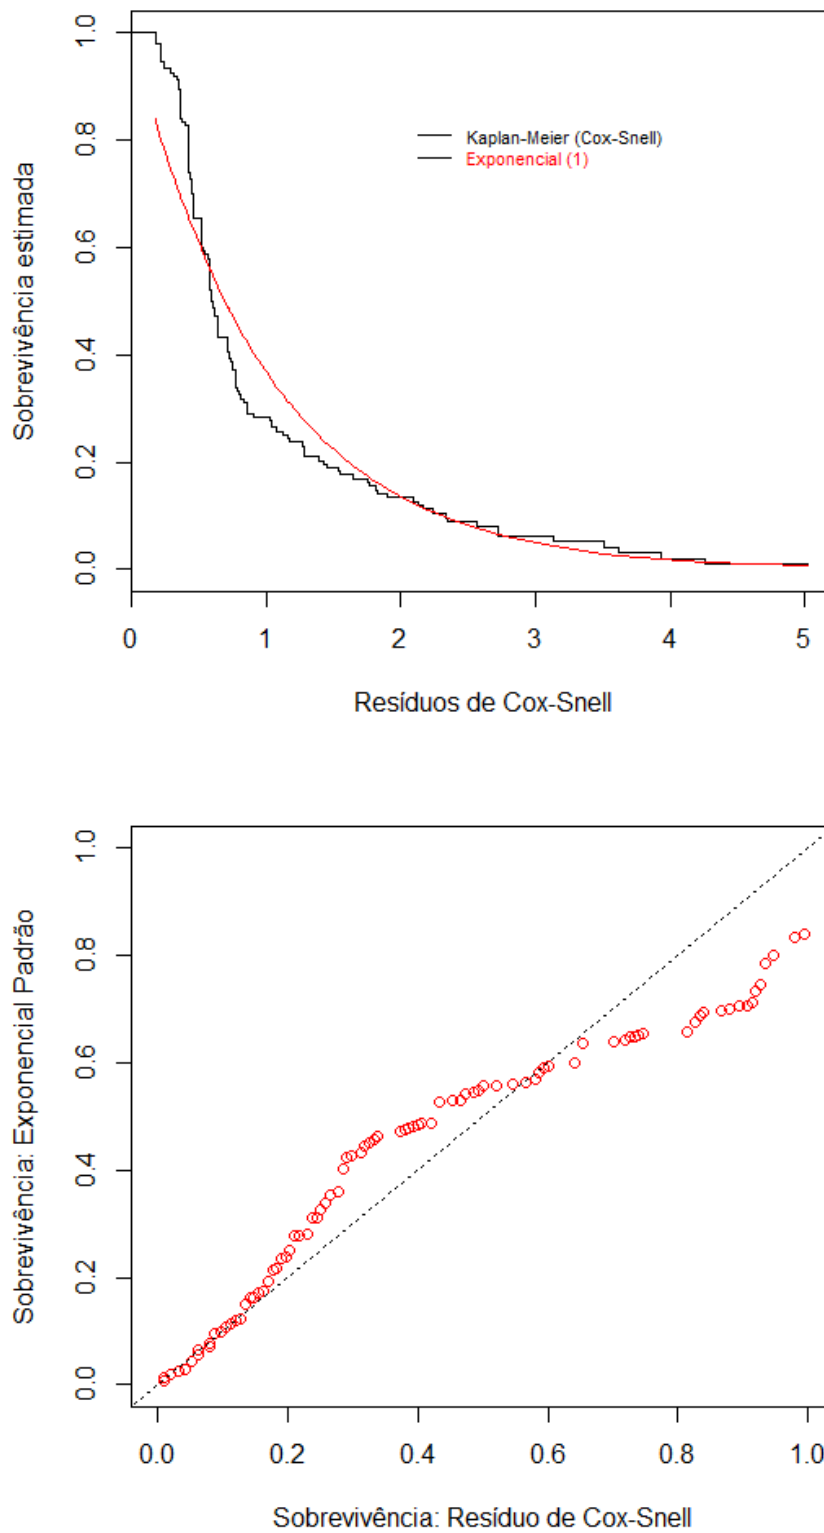 Sobrevivência estimada
1.0
0.8
0.6
0.4
0.2
0.0
Kaplan-Meier (Cox-Snell)
Exponencial (1)
0 1 2 3 4 5
Resíduos de Cox-Snell
Sobrevivência: Exponencial Padrão
1.0
0.8
0.6
0.4
0.2
0.0
0.0 0.2 0.4 0.6 0.8 1.0
Sobrevivência: Resíduo de Cox-Snell